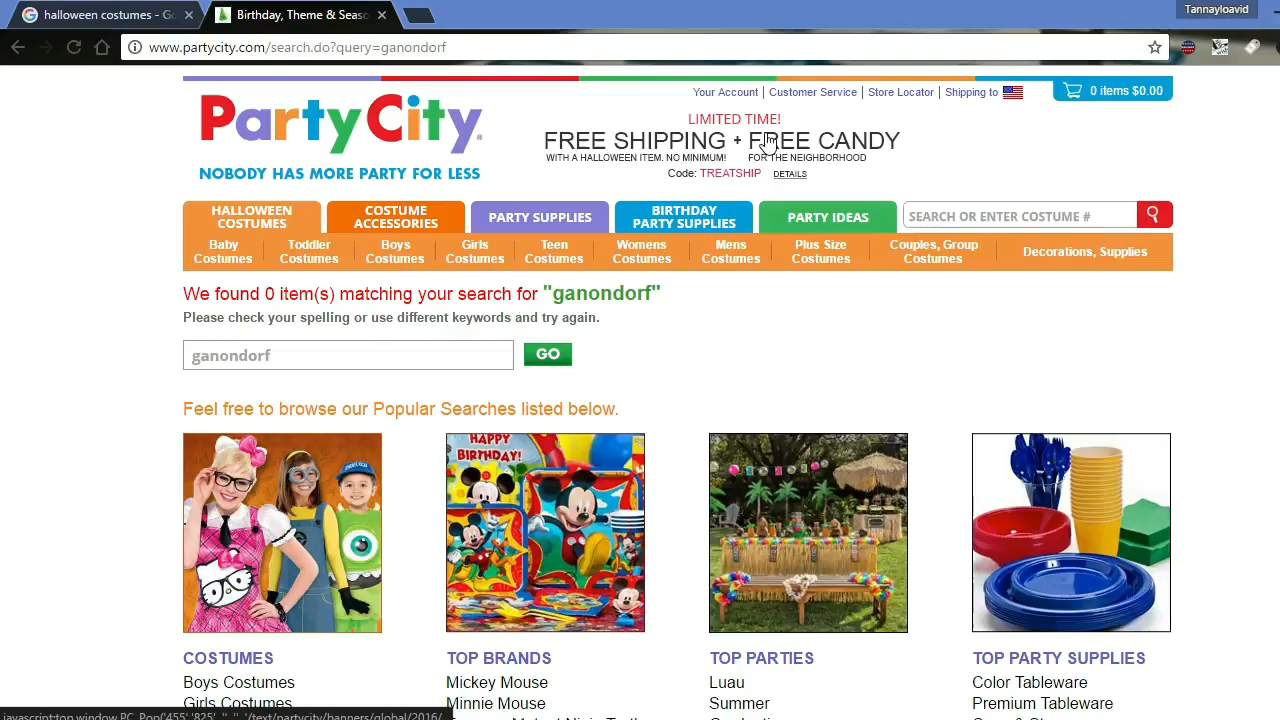 halloween costumes - Go
Birthday, Theme & Seaso
Tannayloavid
www.partycity.com/search.do?query=ganondorf
Your Account | Customer Service | Store Locator | Shipping to
0 items $0.00
PartyCity
NOBODY HAS MORE PARTY FOR LESS
LIMITED TIME!
FREE SHIPPING + FREE CANDY
WITH A HALLOWEEN ITEM. NO MINIMUM! FOR THE NEIGHBORHOOD
Code: TREATSHIP DETAILS
HALLOWEEN COSTUMES
COSTUME ACCESSORIES
PARTY SUPPLIES
BIRTHDAY PARTY SUPPLIES
PARTY IDEAS
SEARCH OR ENTER COSTUME #
Baby Costumes
Toddler Costumes
Boys Costumes
Girls Costumes
Teen Costumes
Womens Costumes
Mens Costumes
Plus Size Costumes
Couples, Group Costumes
Decorations, Supplies
We found 0 item(s) matching your search for "ganondorf"
Please check your spelling or use different keywords and try again.
ganondorf
GO
Feel free to browse our Popular Searches listed below.
HAPPY BIRTHDAY!
COSTUMES
Boys Costumes
Girls Costumes
TOP BRANDS
Mickey Mouse
Minnie Mouse
TOP PARTIES
Luau
Summer
TOP PARTY SUPPLIES
Color Tableware
Premium Tableware